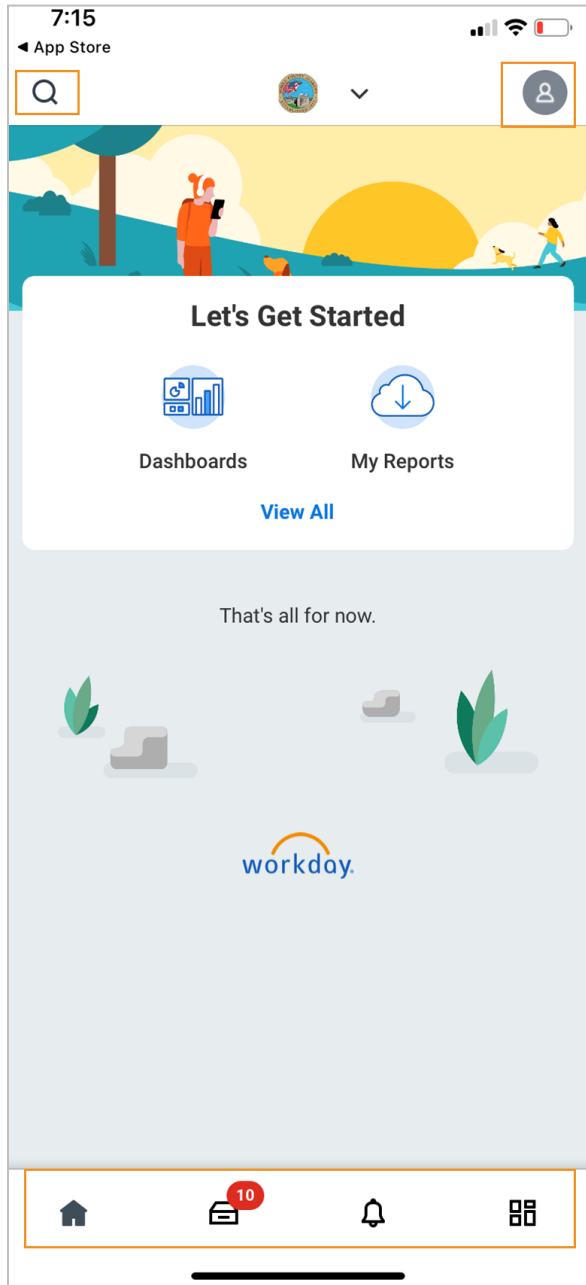 7:15
◀ App Store
Let's Get Started
Dashboards
My Reports
View All
That's all for now.
workday.
10